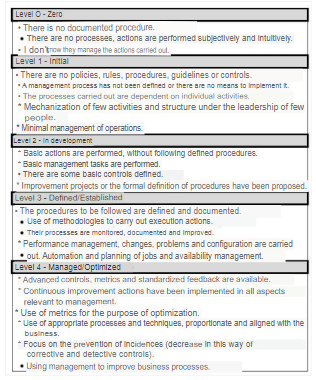 Level O - Zero
• There is no documented procedure.
• There are no processes, actions are performed subjectively and intuitively.
• I don't know they manage the actions carried out.
Level 1 - Initial
• There are no policies, rules, procedures, guidelines or controls.
• A management process has not been defined or there are no means to implement it.
• The processes carried out are dependent on individual activities.
* Mechanization of few activities and structure under the leadership of few
people.
* Minimal management of operations.
Level 2 - In development
* Basic actions are performed, without following defined procedures.
* Basic management tasks are performed.
• There are some basic controls defined.
* Improvement projects or the formal definition of procedures have been proposed.
Level 3 - Defined/Established
• The procedures to be followed are defined and documented.
• Use of methodologies to carry out execution actions.
• Their processes are monitored, documented and improved.
* Performance management, changes, problems and configuration are carried
• out. Automation and planning of jobs and availability management.
Level 4 - Managed/Optimized
* Advanced controls, metrics and standardized feedback are available.
* Continuous improvement actions have been implemented in all aspects
relevant to management.
* Use of metrics for the purpose of optimization.
* Use of appropriate processes and techniques, proportionate and aligned with the
business.
* Focus on the prevention of incidences (decrease in this way of
corrective and detective controls).
• Using management to improve business processes.